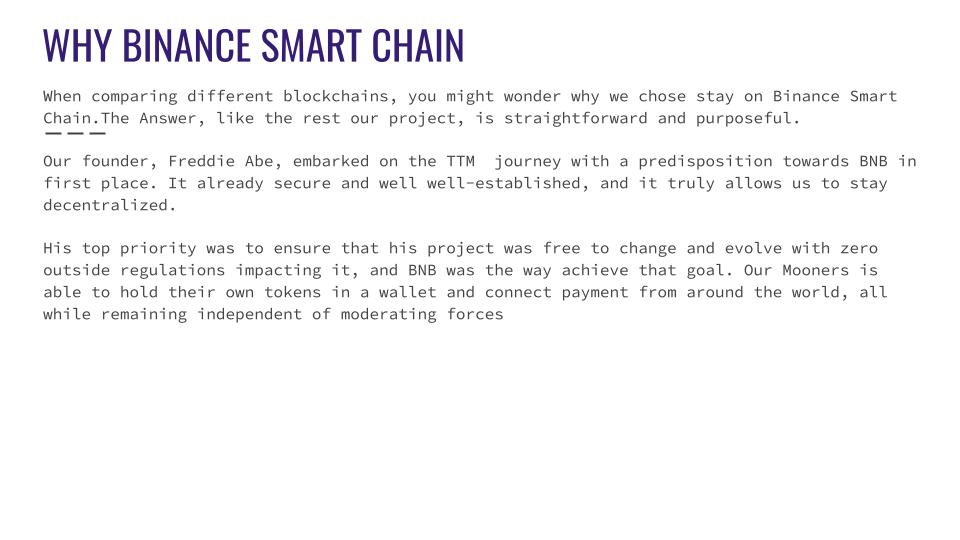 WHY BINANCE SMART CHAIN
When comparing different blockchains, you might wonder why we chose stay on Binance Smart
Chain.The Answer, like the rest our project, is straightforward and purposeful.
Our founder, Freddie Abe, embarked on the TTM  journey with a predisposition towards BNB in
first place. It already secure and well well-established, and it truly allows us to stay
decentralized.
His top priority was to ensure that his project was free to change and evolve with zero
outside regulations impacting it, and BNB was the way achieve that goal. Our Mooners is
able to hold their own tokens in a wallet and connect payment from around the world, all
while remaining independent of moderating forces